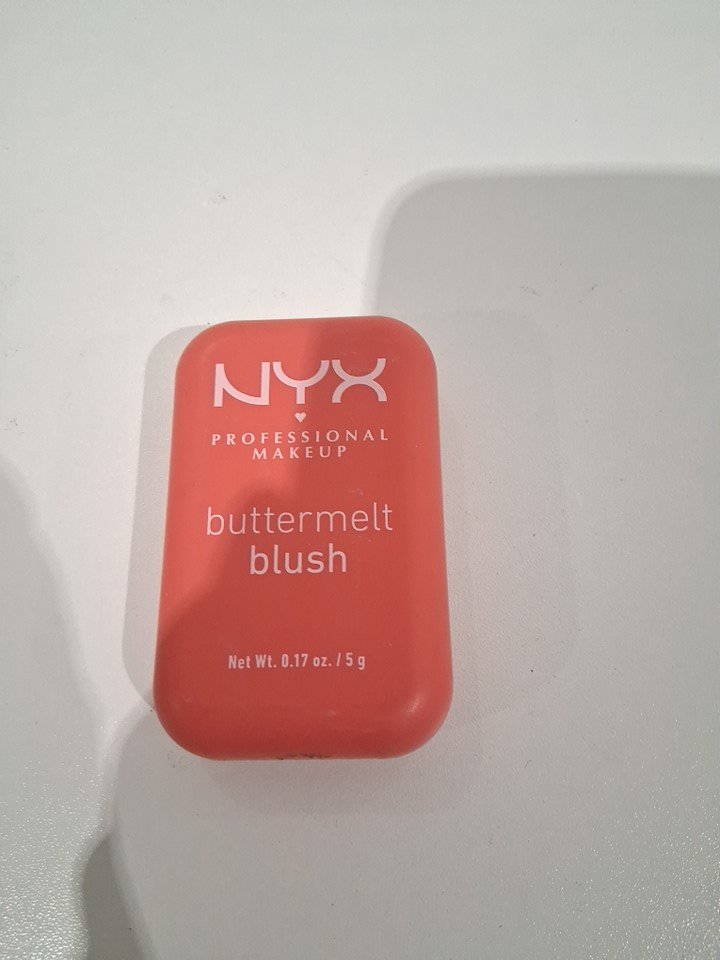 NYX
PROFESSIONAL
MAKEUP
buttermelt
blush
Net Wt. 0.17 oz. / 5 g